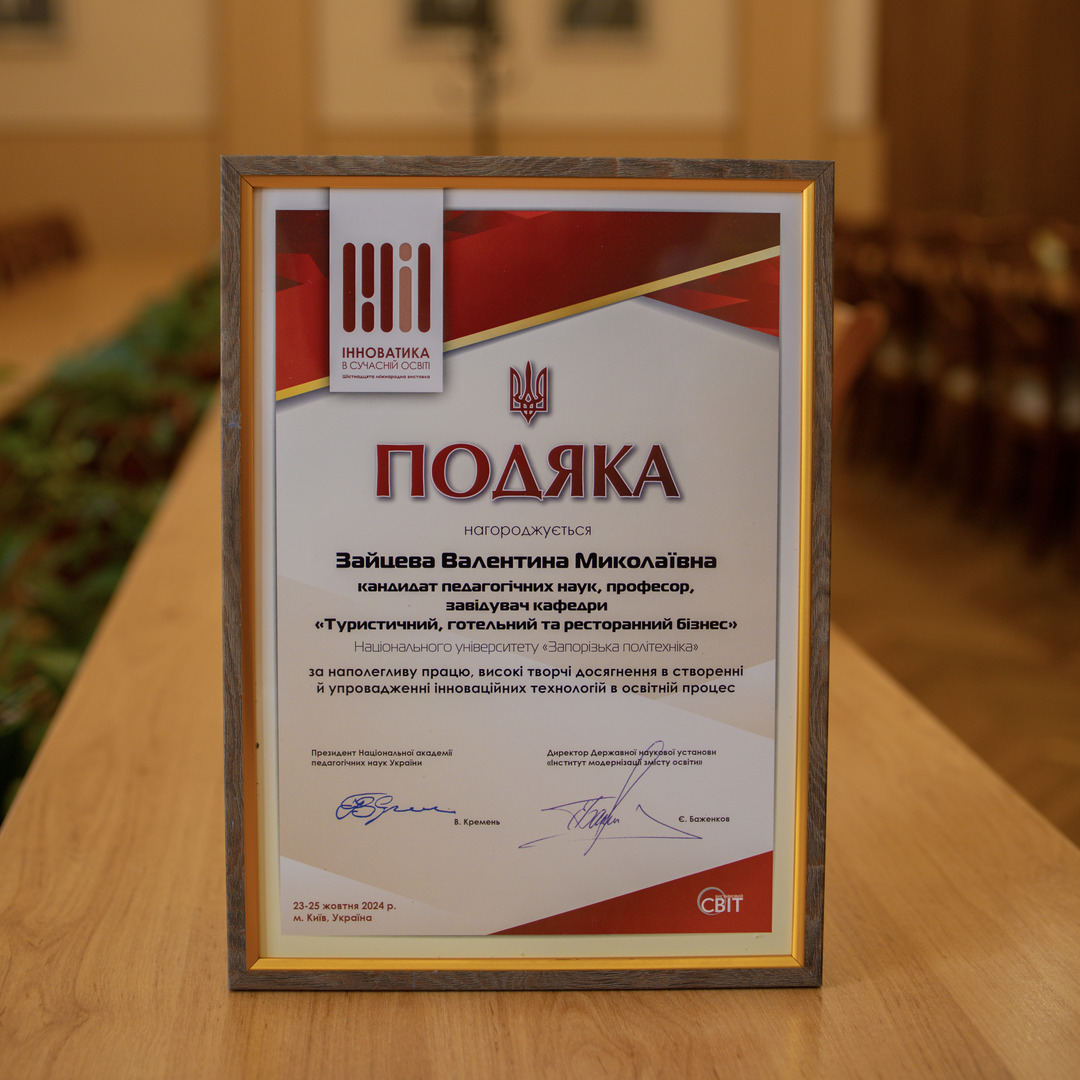 ІННОВАТИКА
В СУЧАСНІЙ ОСВІТІ
Шістнадцята міжнародна виставка
ПОДЯКА
нагороджується
Зайцева Валентина Миколаївна
кандидат педагогічних наук, професор,
завідувач кафедри
«Туристичний, готельний та ресторанний бізнес»
Національного університету «Запорізька політехніка»
за наполегливу працю, високі творчі досягнення в створенні
й упровадженні інноваційних технологій в освітній процес
Президент Національної академії
педагогічних наук України
В. Кремень
Директор Державної наукової установи
«Інститут модернізації змісту освіти»
Є. Баженков
23-25 жовтня 2024 р.
м. Київ, Україна
СВІТ